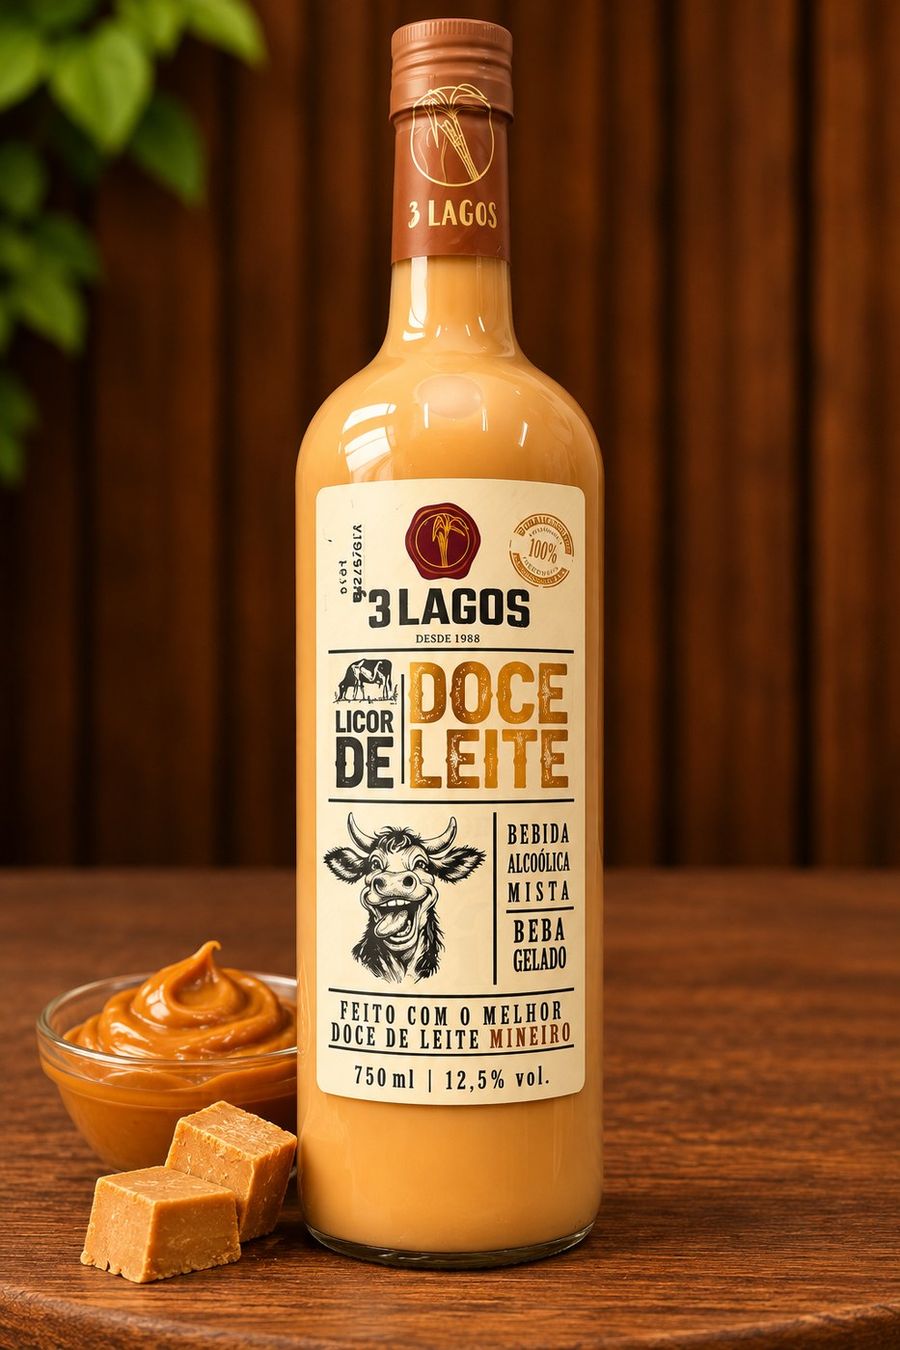 3 LAGOS
100%
3 LAGOS
DESDE 1988
LICOR
DE
DOCE
LEITE
BEBIDA
ALCOÓLICA
MISTA
BEBA
GELADO
FEITO COM O MELHOR
DOCE DE LEITE MINEIRO
750 ml | 12,5% vol.